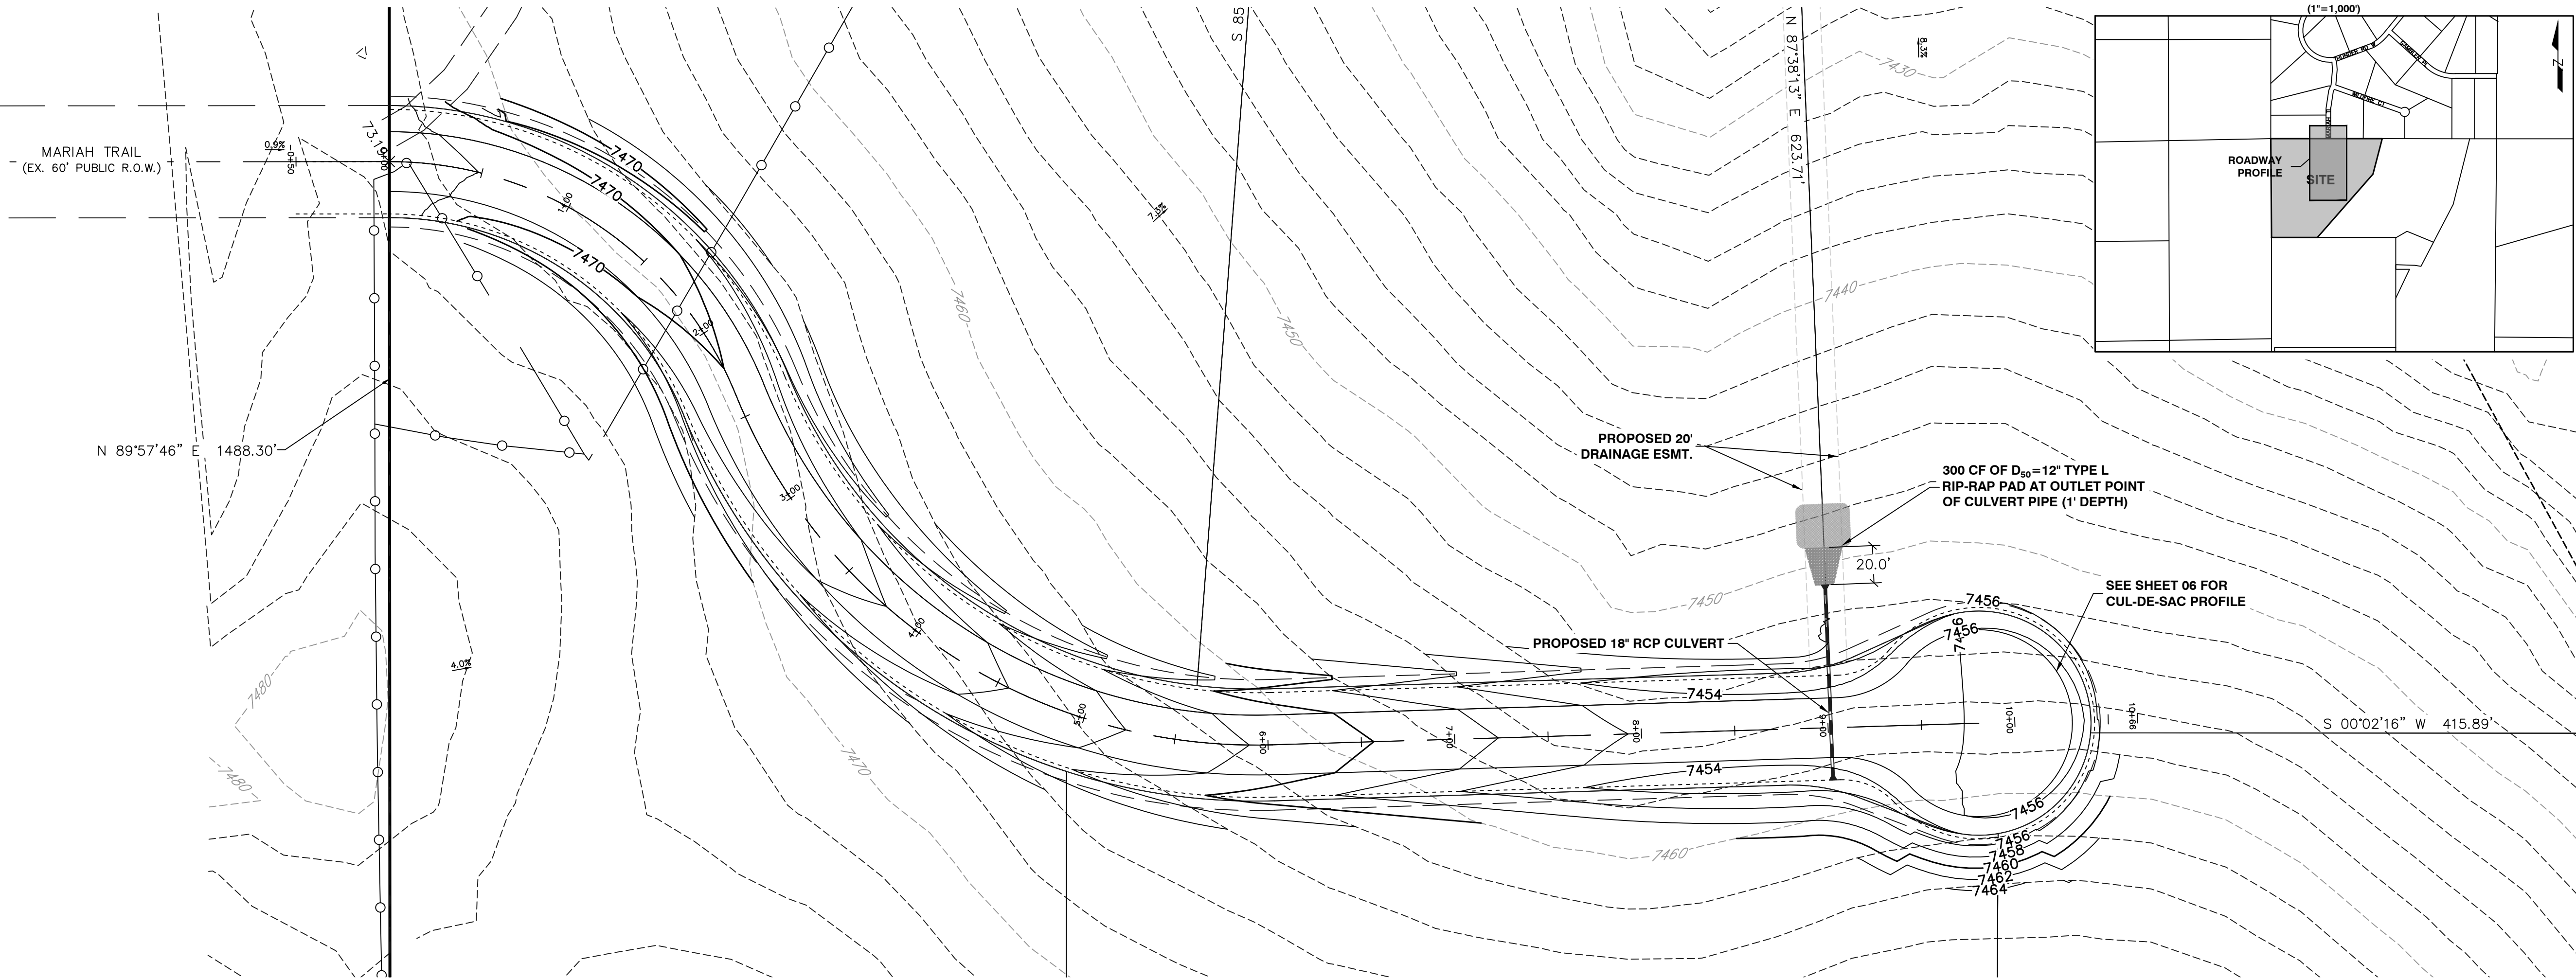 (1"=1,000')
ROADWAY
PROFILE
SITE
MARIAH TRAIL
(EX. 60' PUBLIC R.O.W.)
0.9%
-0+50
73.19
0+00
1+00
2+00
3+00
4+00
5+00
6+00
7+00
8+00
9+00
10+00
10+66
7470
7470
7470
7460
7450
7.3%
S 85
N 87°38'13" E 623.71'
8.3%
7430
7440
N 89°57'46" E 1488.30'
PROPOSED 20'
DRAINAGE ESMT.
300 CF OF D50=12" TYPE L
RIP-RAP PAD AT OUTLET POINT
OF CULVERT PIPE (1' DEPTH)
20.0'
7450
SEE SHEET 06 FOR
CUL-DE-SAC PROFILE
PROPOSED 18" RCP CULVERT
7456
7456
7454
7454
4.0%
7480
7480
7470
7460
S 00°02'16" W 415.89'
7456
7456
7458
7460
7462
7464